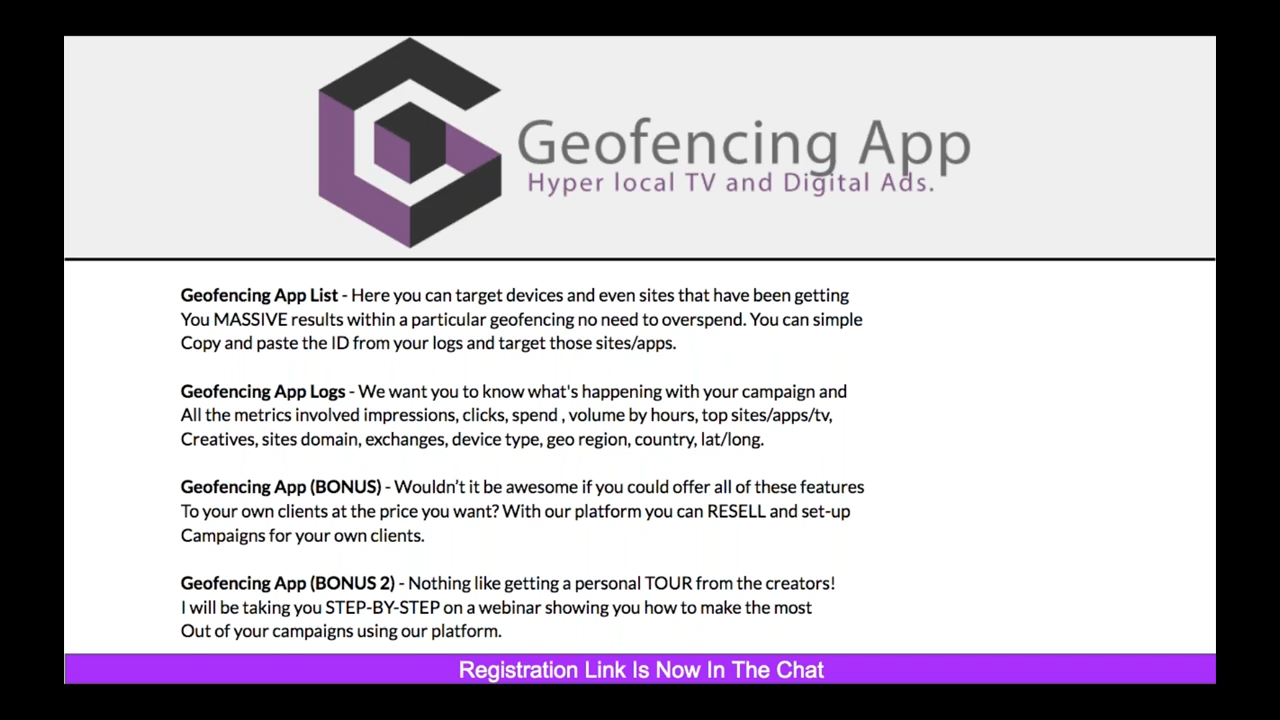 Geofencing App
Hyper local TV and Digital Ads.
Geofencing App List - Here you can target devices and even sites that have been getting
You MASSIVE results within a particular geofencing no need to overspend. You can simple
Copy and paste the ID from your logs and target those sites/apps.
Geofencing App Logs - We want you to know what's happening with your campaign and
All the metrics involved impressions, clicks, spend , volume by hours, top sites/apps/tv,
Creatives, sites domain, exchanges, device type, geo region, country, lat/long.
Geofencing App (BONUS) - Wouldn’t it be awesome if you could offer all of these features
To your own clients at the price you want? With our platform you can RESELL and set-up
Campaigns for your own clients.
Geofencing App (BONUS 2) - Nothing like getting a personal TOUR from the creators!
I will be taking you STEP-BY-STEP on a webinar showing you how to make the most
Out of your campaigns using our platform.
Registration Link Is Now In The Chat